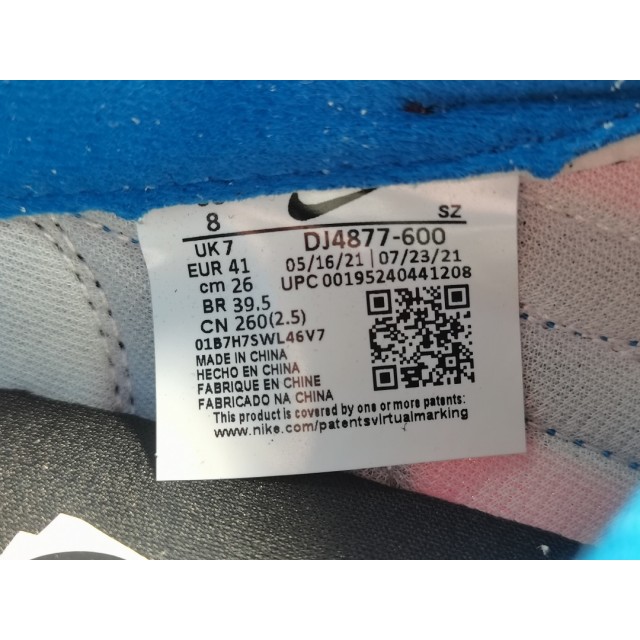 8
SZ
UK 7
DJ4877-600
EUR 41
05/16/21 | 07/23/21
cm 26
UPC 00195240441208
BR 39.5
CN 260(2.5)
01B7H7SWL46V7
MADE IN CHINA
HECHO EN CHINA
FABRIQUE EN CHINE
FABRICADO NA CHINA
This product is covered by one or more patents:
www.nike.com/patentsvirtualmarking